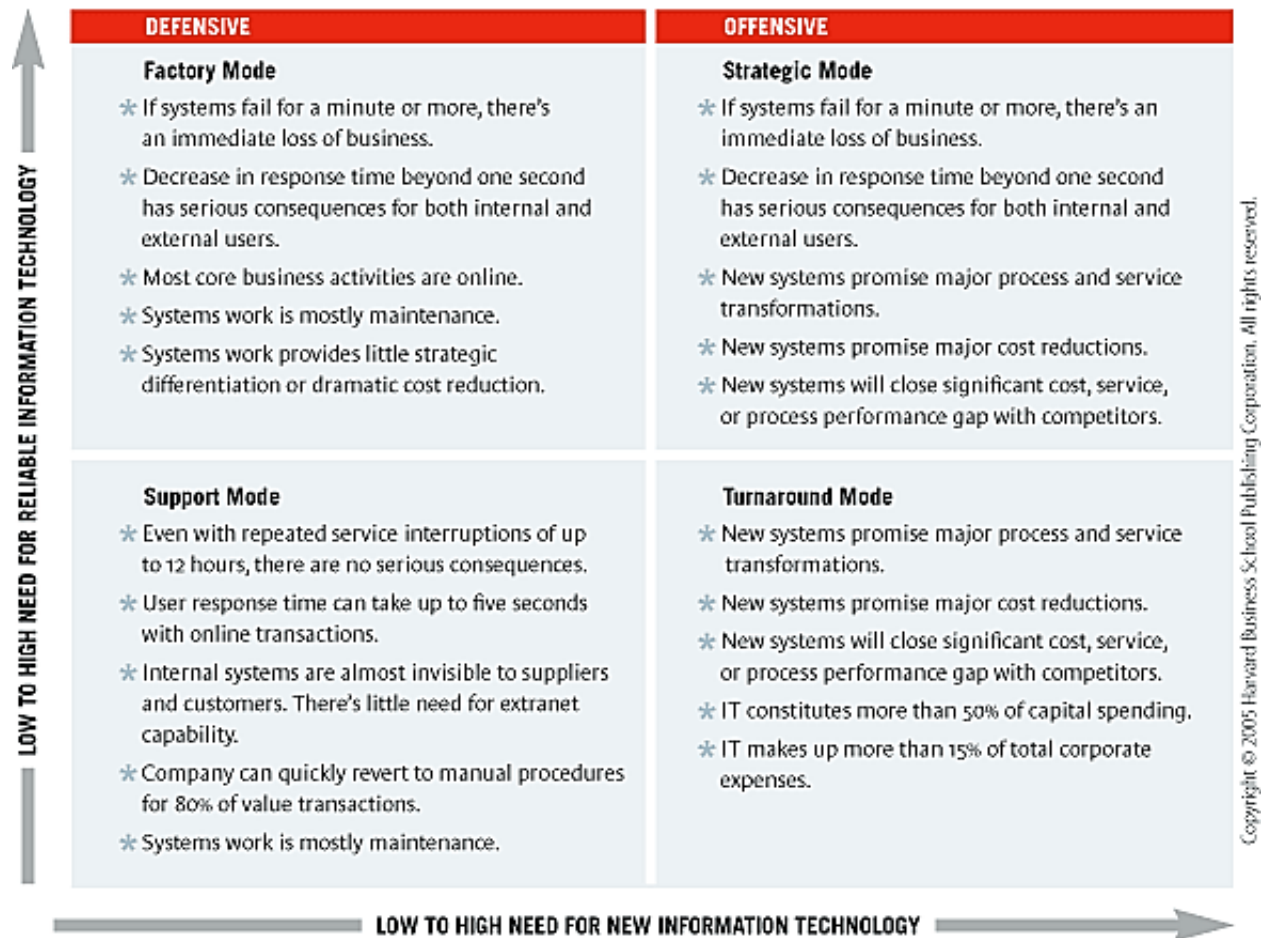 DEFENSIVE
Factory Mode
* If systems fail for a minute or more, there's
an immediate loss of business.
* Decrease in response time beyond one second
has serious consequences for both internal and
external users.
* Most core business activities are online.
* Systems work is mostly maintenance.
* Systems work provides little strategic
differentiation or dramatic cost reduction.
OFFENSIVE
Strategic Mode
* If systems fail for a minute or more, there's an
immediate loss of business.
* Decrease in response time beyond one second
has serious consequences for both internal and
external users.
* New systems promise major process and service
transformations.
* New systems promise major cost reductions.
* New systems will close significant cost, service,
or process performance gap with competitors.
Support Mode
* Even with repeated service interruptions of up
to 12 hours, there are no serious consequences.
* User response time can take up to five seconds
with online transactions.
* Internal systems are almost invisible to suppliers
and customers. There's little need for extranet
capability.
* Company can quickly revert to manual procedures
for 80% of value transactions.
* Systems work is mostly maintenance.
Turnaround Mode
* New systems promise major process and service
transformations.
* New systems promise major cost reductions.
* New systems will close significant cost, service,
or process performance gap with competitors.
* IT constitutes more than 50% of capital spending.
* IT makes up more than 15% of total corporate
expenses.
LOW TO HIGH NEED FOR RELIABLE INFORMATION TECHNOLOGY
LOW TO HIGH NEED FOR NEW INFORMATION TECHNOLOGY
Copyright © 2005 Harvard Business School Publishing Corporation. All rights reserved.